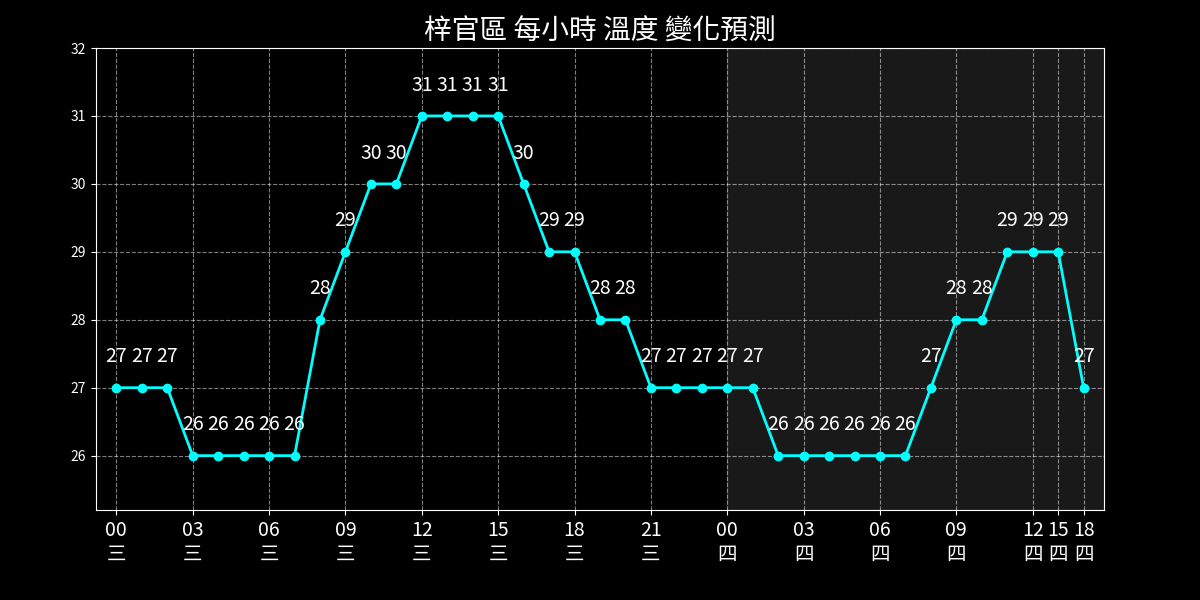 梓官區 每小時 溫度 變化預測
32
31
30
29
28
27
26
31 31 31 31
30 30 30
29 29 29 29 29 29
28 28 28 28 28
27 27 27 27 27 27 27 27 27 27
26 26 26 26 26 26 26 26 26 26 26
00 03 06 09 12 15 18 21 00 03 06 09 12 15 18
三 三 三 三 三 三 三 三 四 四 四 四 四 四 四